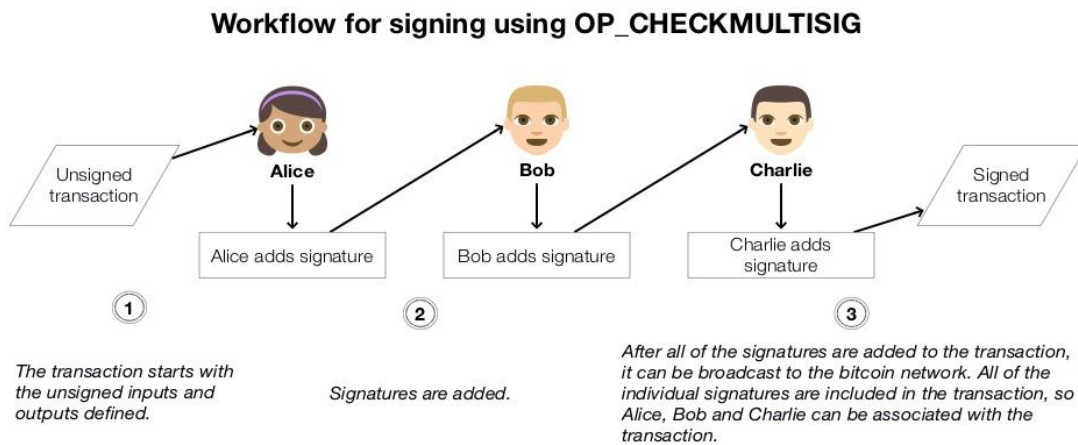 Workflow for signing using OP_CHECKMULTISIG
Unsigned
transaction
Alice
Bob
Charlie
Signed
transaction
Alice adds signature
Bob adds signature
Charlie adds
signature
1
2
3
The transaction starts with
the unsigned inputs and
outputs defined.
Signatures are added.
After all of the signatures are added to the transaction,
it can be broadcast to the bitcoin network. All of the
individual signatures are included in the transaction, so
Alice, Bob and Charlie can be associated with the
transaction.